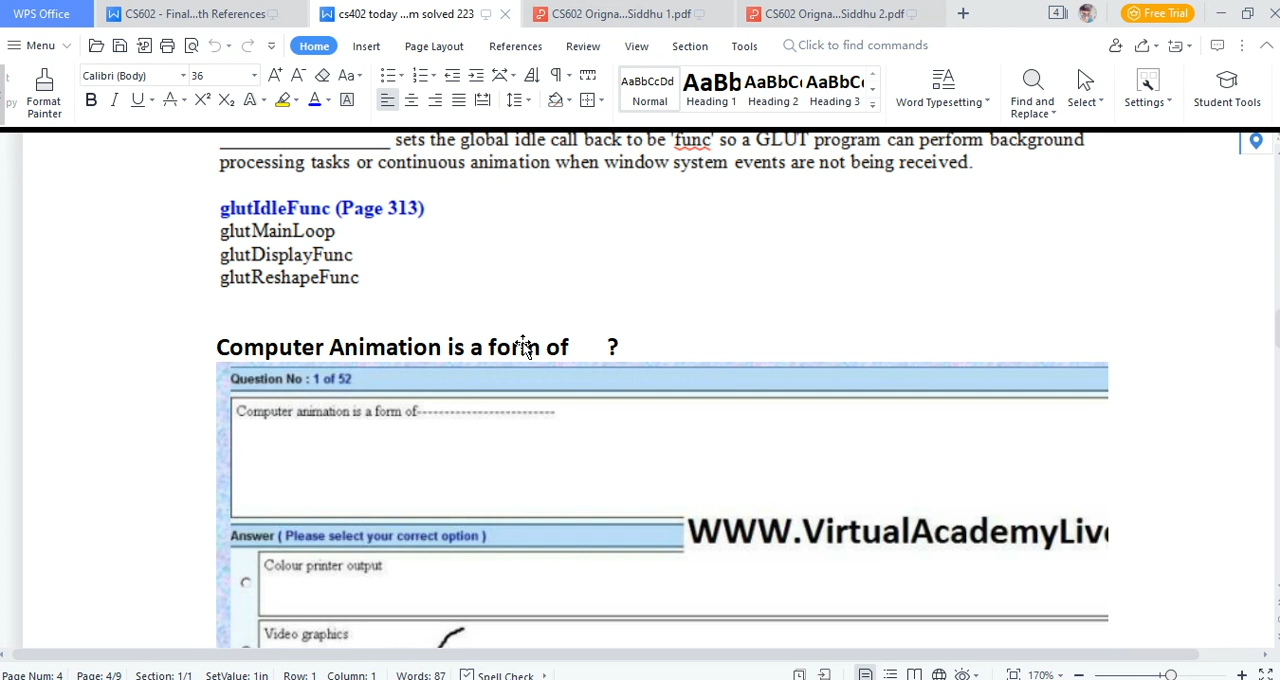 WPS Office CS602 - Final...th References cs402 today ...m solved 223 CS602 Origna...Siddhu 1.pdf CS602 Origna...Siddhu 2.pdf 4 Free Trial
Menu Home Insert Page Layout References Review View Section Tools Click to find commands
Calibri (Body) 36 AaBbCcDd AaBb AaBbC AaBbC
py Format Painter Normal Heading 1 Heading 2 Heading 3 Word Typesetting Find and Replace Select Settings Student Tools
_________________ sets the global idle call back to be 'func' so a GLUT program can perform background
processing tasks or continuous animation when window system events are not being received.
glutIdleFunc (Page 313)
glutMainLoop
glutDisplayFunc
glutReshapeFunc
Computer Animation is a form of ?
Question No : 1 of 52
Computer animation is a form of-------------------------
WWW.VirtualAcademyLive
Answer ( Please select your correct option )
Colour printer output
Video graphics
Page Num: 4 Page: 4/9 Section: 1/1 SetValue: 1in Row: 1 Column: 1 Words: 87 Spell Check 170%